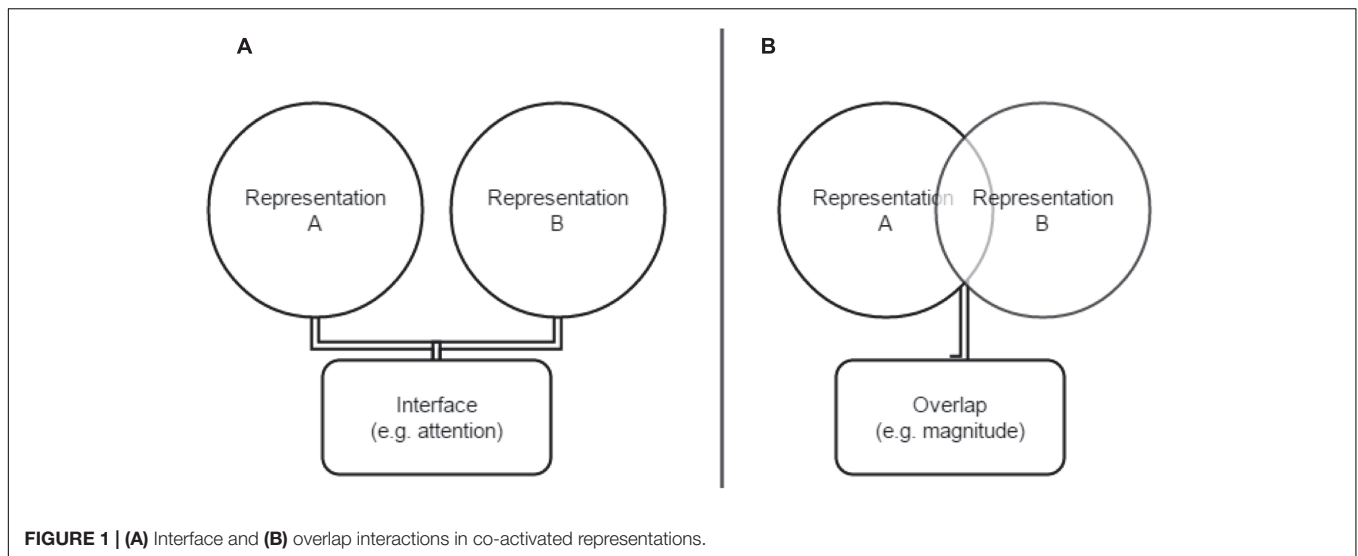 A
B
Representation
A
Representation
B
Representation
A
Representation
B
Interface
(e.g. attention)
Overlap
(e.g. magnitude)
FIGURE 1 | (A) Interface and (B) overlap interactions in co-activated representations.